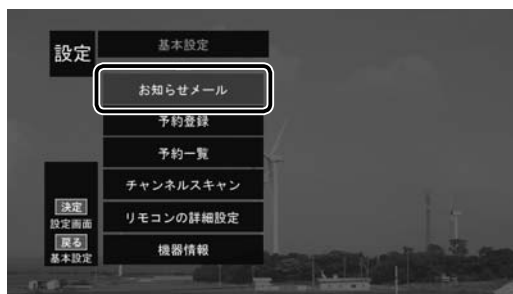 設定
基本設定
お知らせメール
予約登録
予約一覧
チャンネルスキャン
リモコンの詳細設定
機器情報
決定
設定画面
戻る
基本設定